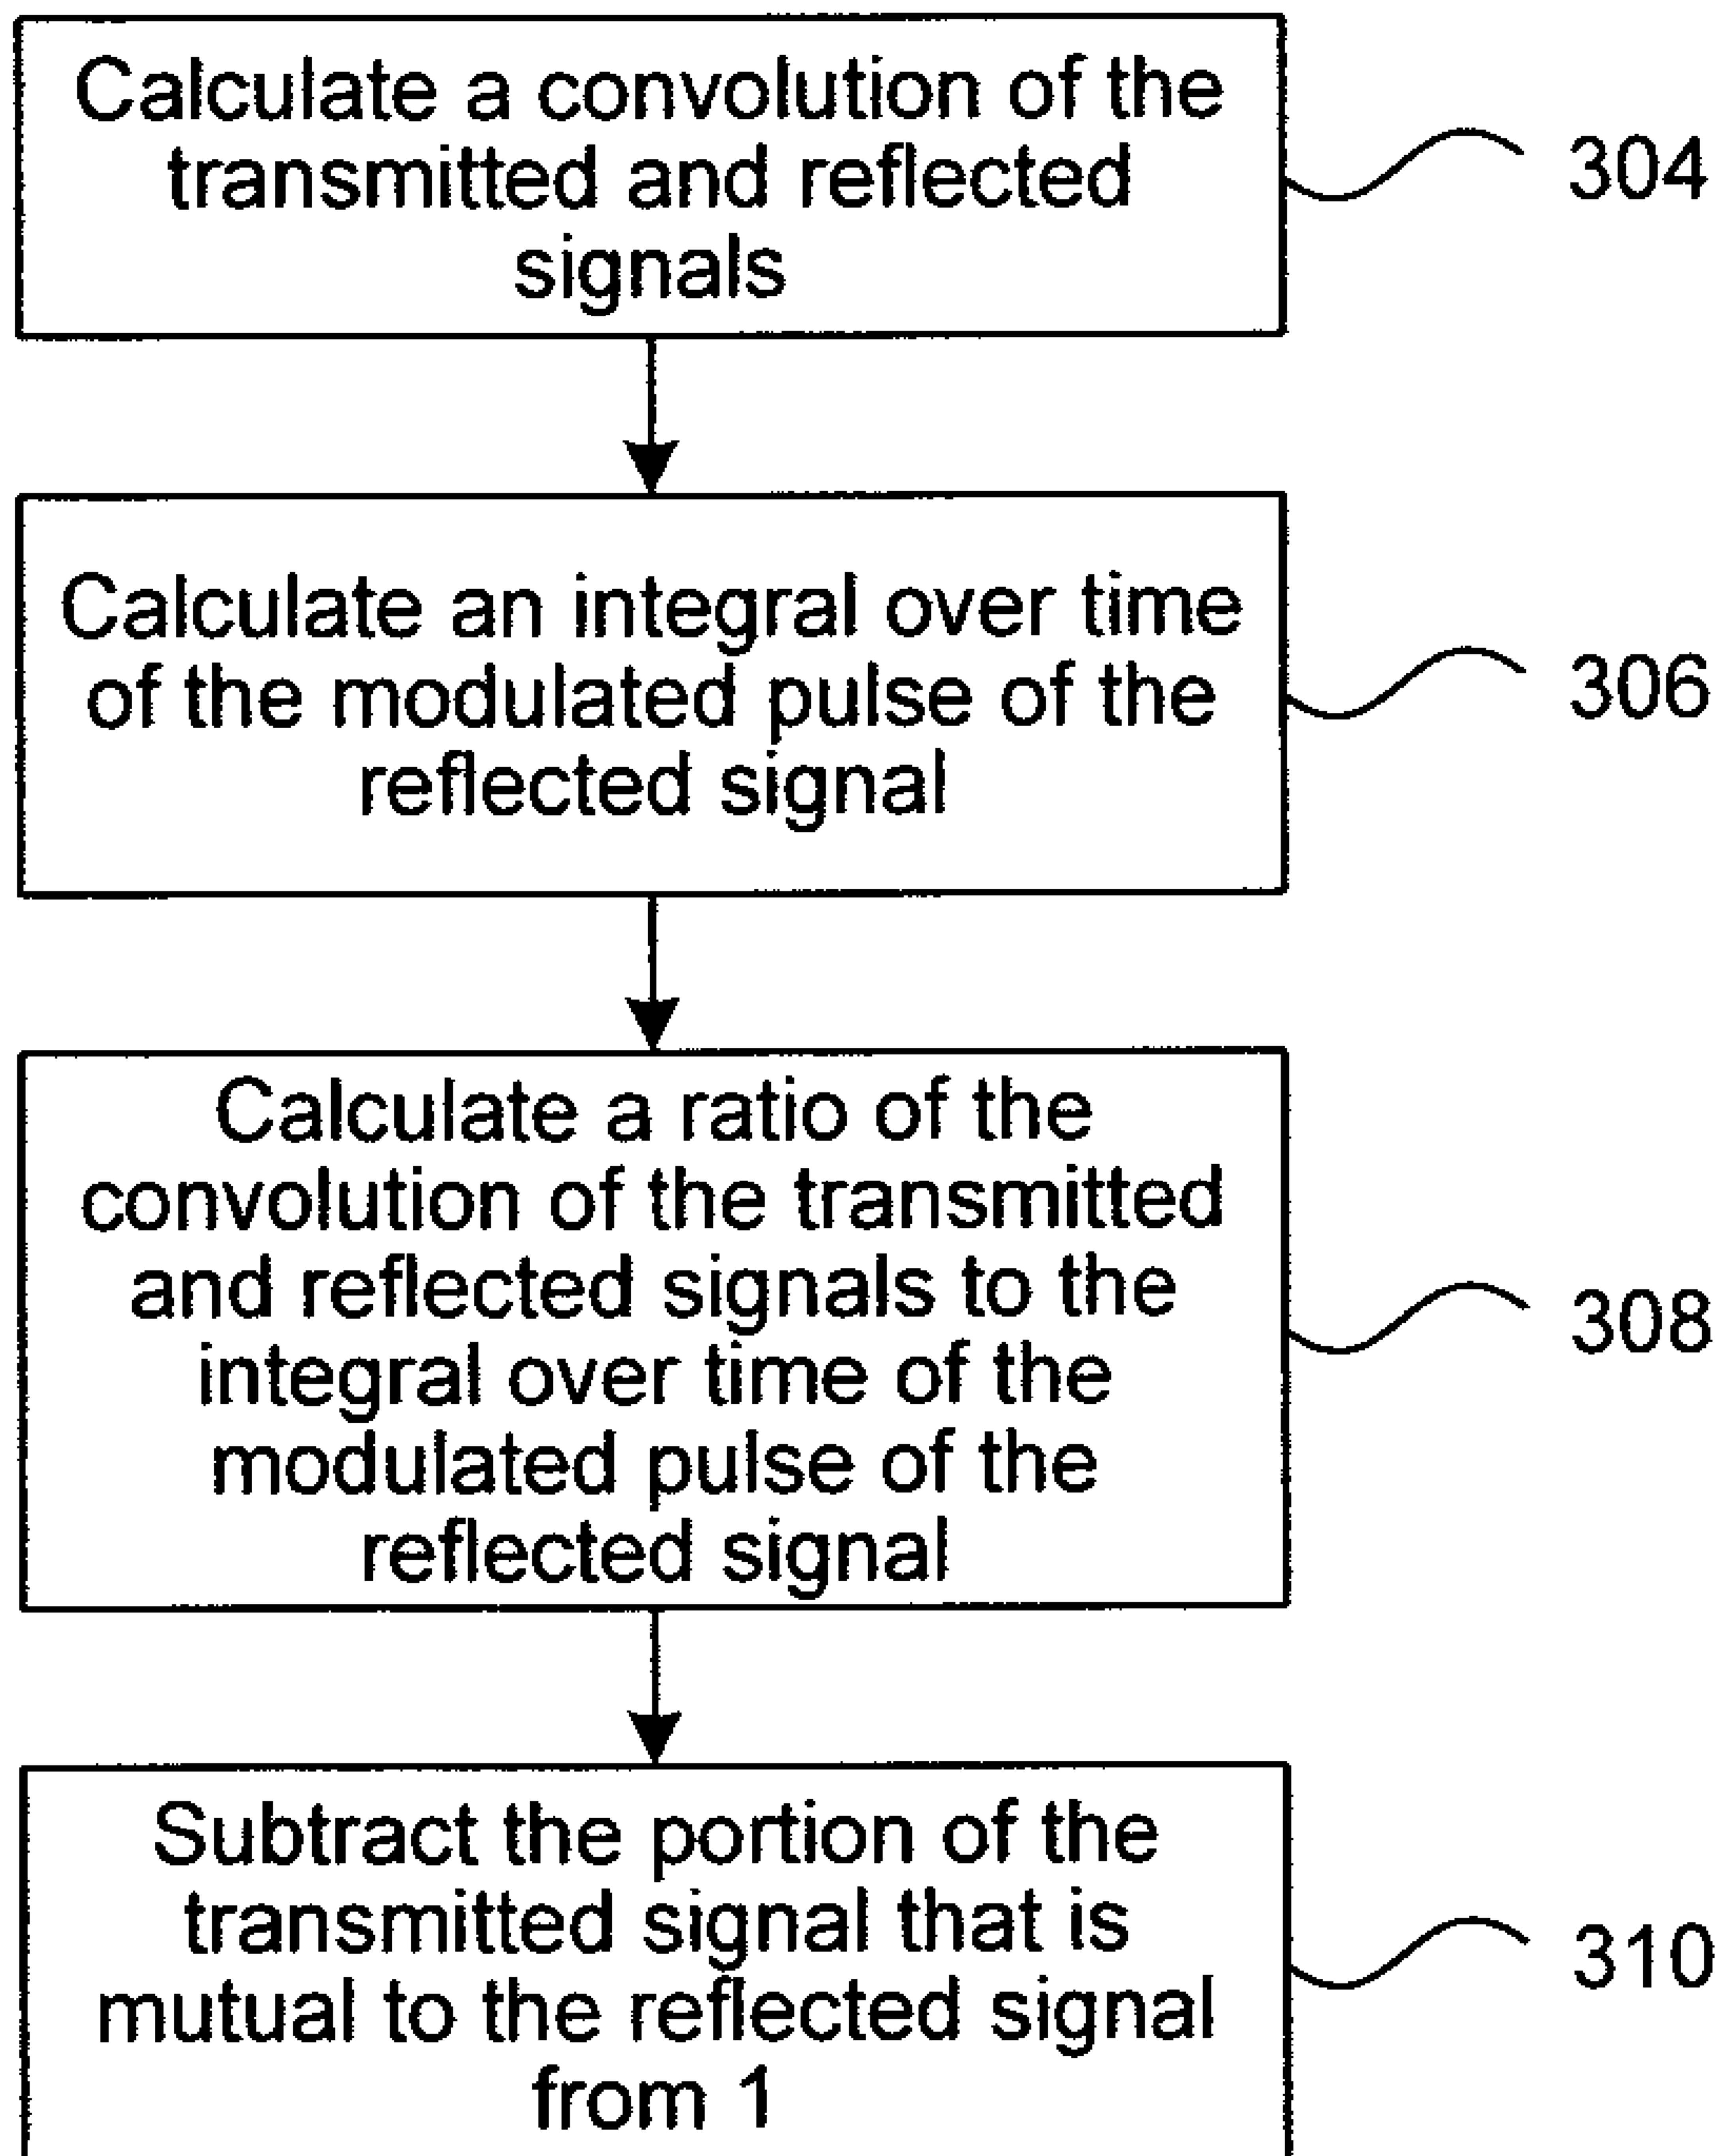 Calculate a convolution of the
transmitted and reflected
signals
304
Calculate an integral over time
of the modulated pulse of the
reflected signal
306
Calculate a ratio of the
convolution of the transmitted
and reflected signals to the
integral over time of the
modulated pulse of the
reflected signal
308
Subtract the portion of the
transmitted signal that is
mutual to the reflected signal
from 1
310